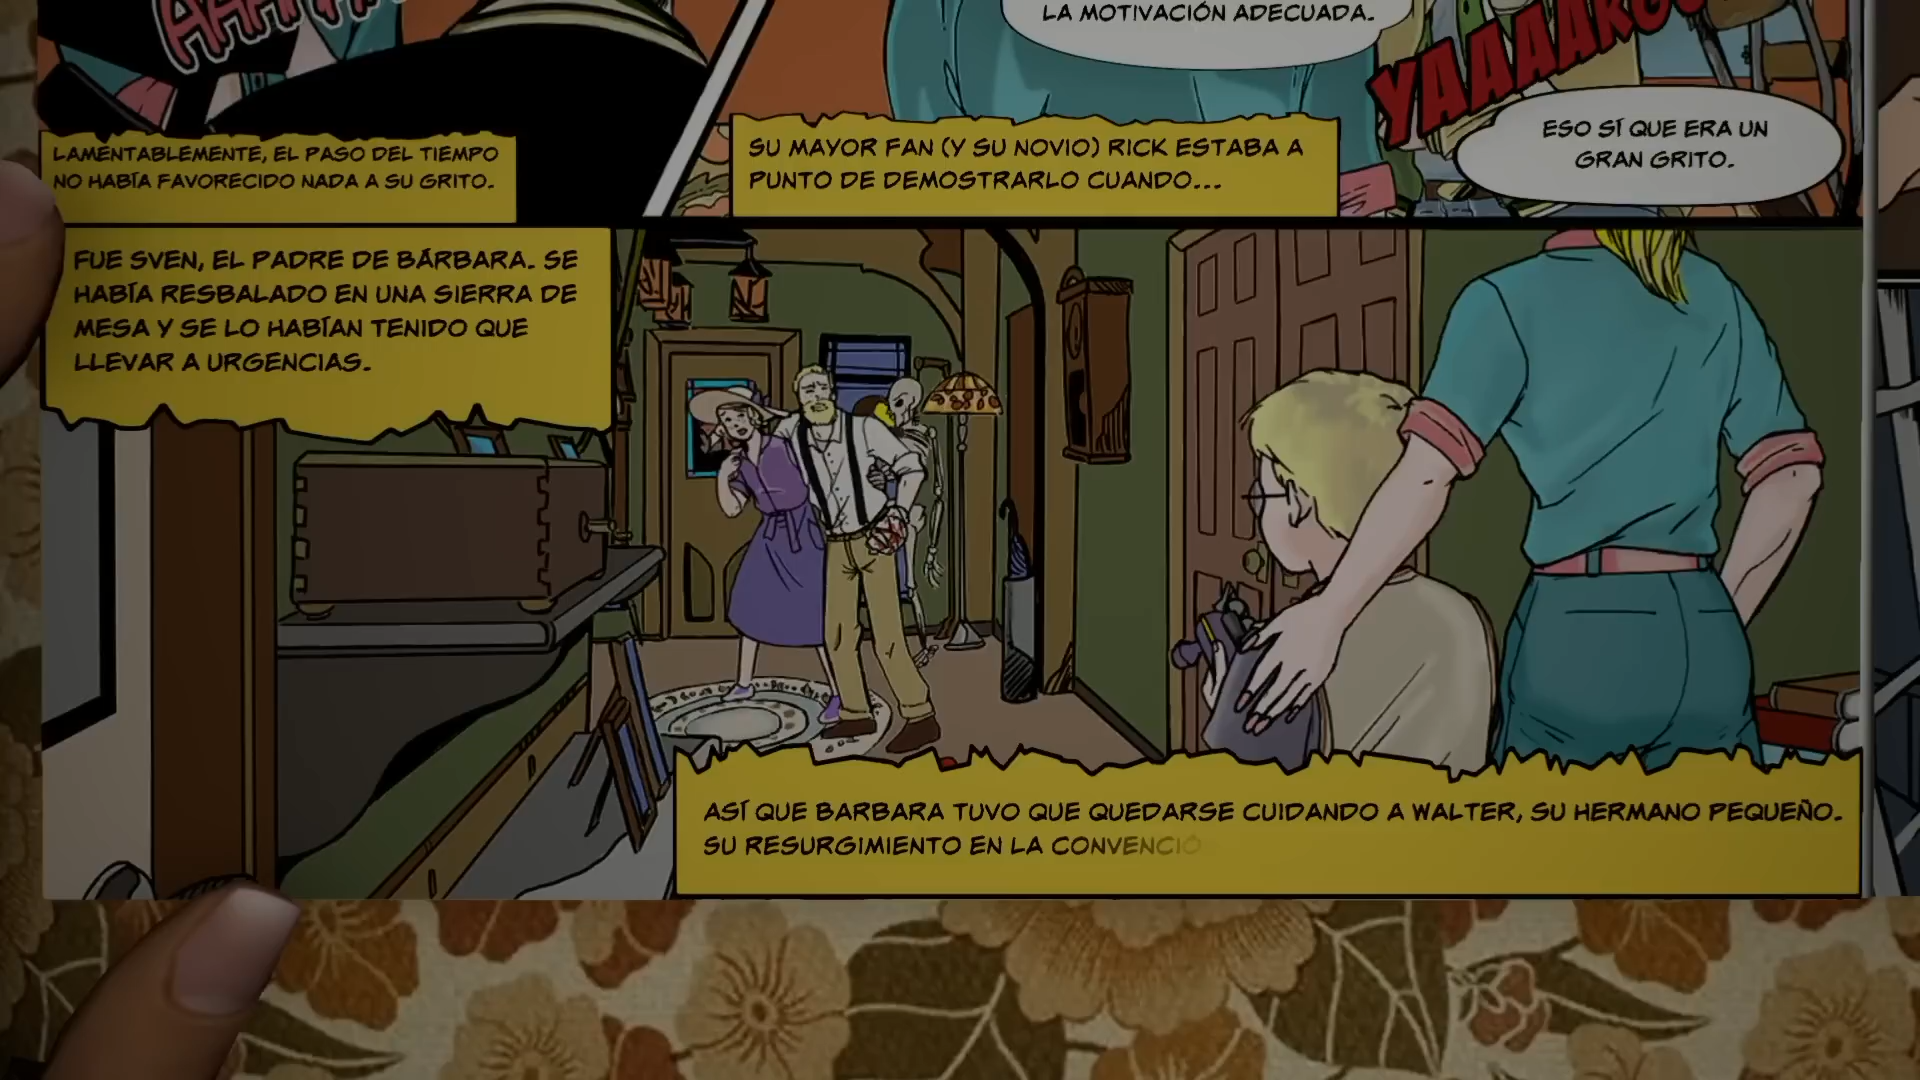 LA MOTIVACIÓN ADECUADA.
ESO SÍ QUE ERA UN
GRAN GRITO.
LAMENTABLEMENTE, EL PASO DEL TIEMPO
NO HABÍA FAVORECIDO NADA A SU GRITO.
SU MAYOR FAN (Y SU NOVIO) RICK ESTABA A
PUNTO DE DEMOSTRARLO CUANDO...
FUE SVEN, EL PADRE DE BÁRBARA. SE
HABÍA RESBALADO EN UNA SIERRA DE
MESA Y SE LO HABÍAN TENIDO QUE
LLEVAR A URGENCIAS.
ASÍ QUE BARBARA TUVO QUE QUEDARSE CUIDANDO A WALTER, SU HERMANO PEQUEÑO.
SU RESURGIMIENTO EN LA CONVENCIÓ